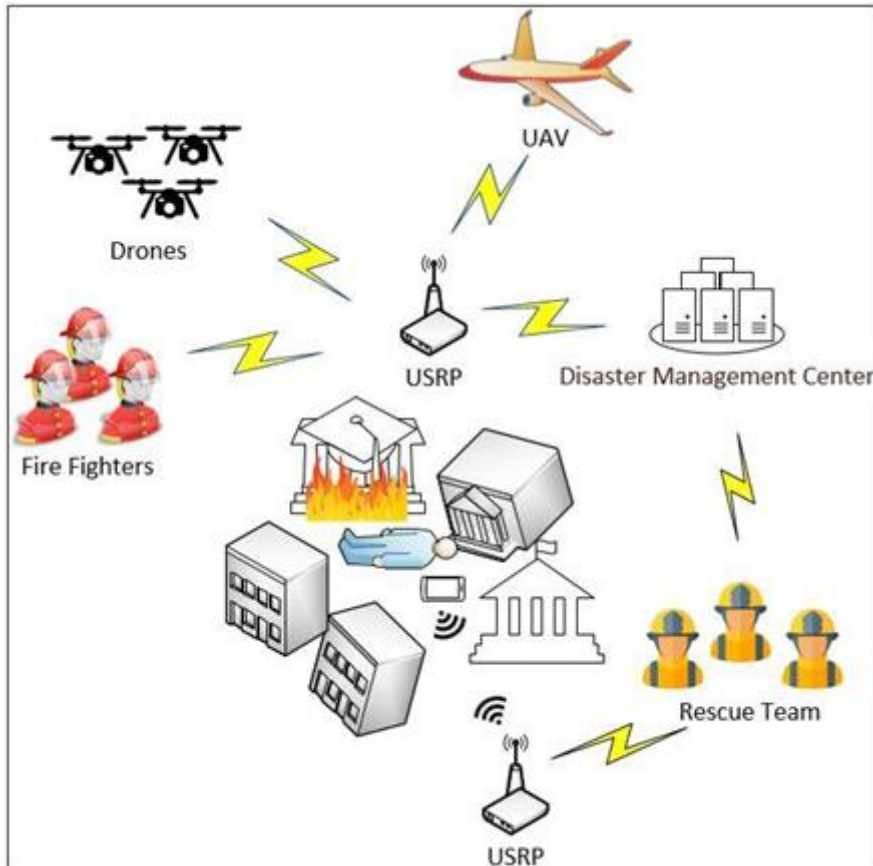 UAV
Drones
USRP
Disaster Management Center
Fire Fighters
Rescue Team
USRP